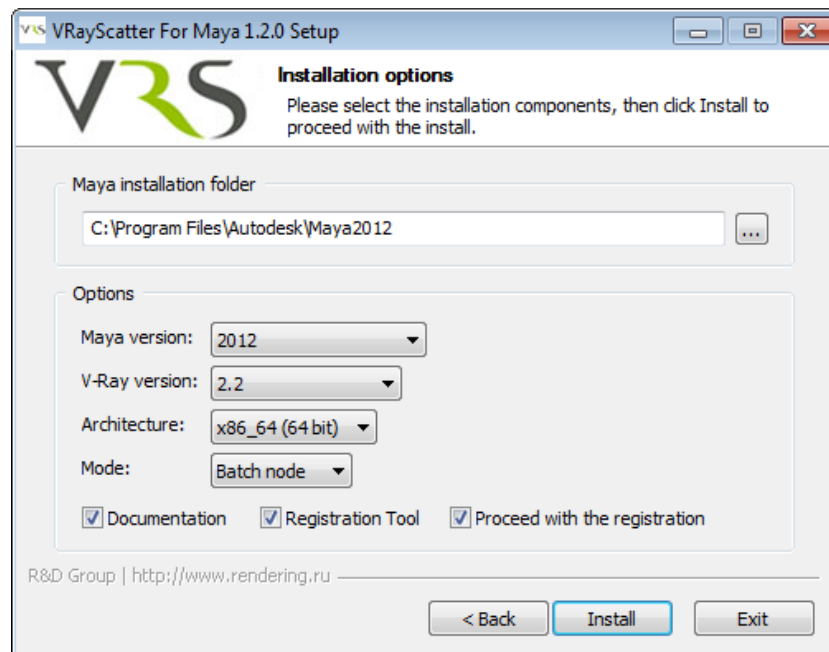 VRS VRayScatter For Maya 1.2.0 Setup
VRS
Installation options
Please select the installation components, then click Install to
proceed with the install.
Maya installation folder
C:\Program Files\Autodesk\Maya2012
...
Options
Maya version: 2012
V-Ray version: 2.2
Architecture: x86_64 (64 bit)
Mode: Batch node
Documentation Registration Tool Proceed with the registration
R&D Group | http://www.rendering.ru
< Back Install Exit